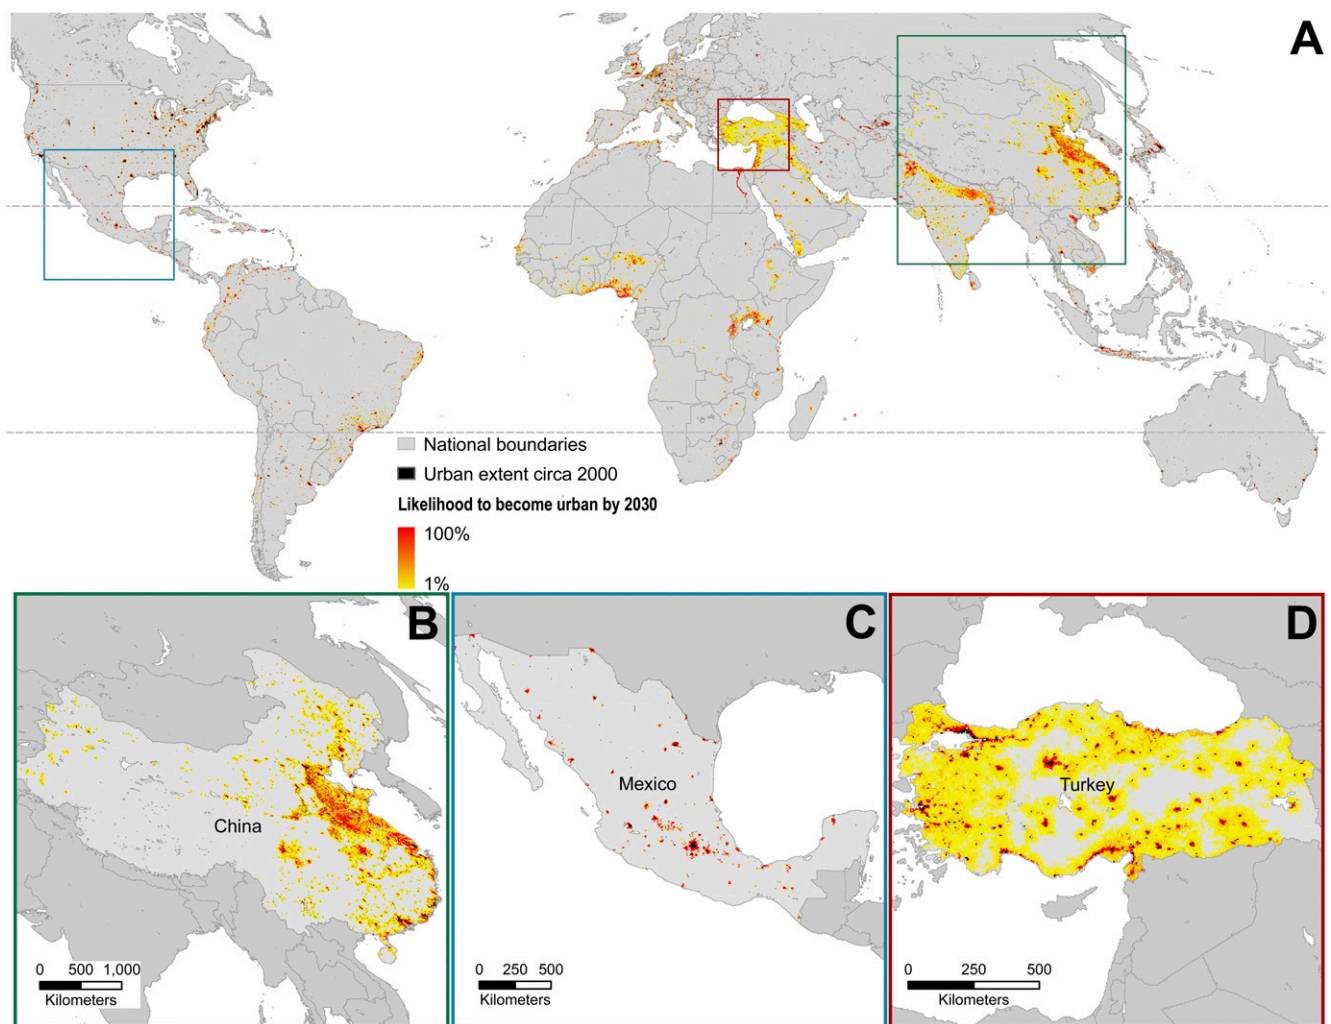 A
National boundaries
Urban extent circa 2000
Likelihood to become urban by 2030
100%
1%
B
China
0 500 1,000
Kilometers
C
Mexico
0 250 500
Kilometers
D
Turkey
0 250 500
Kilometers